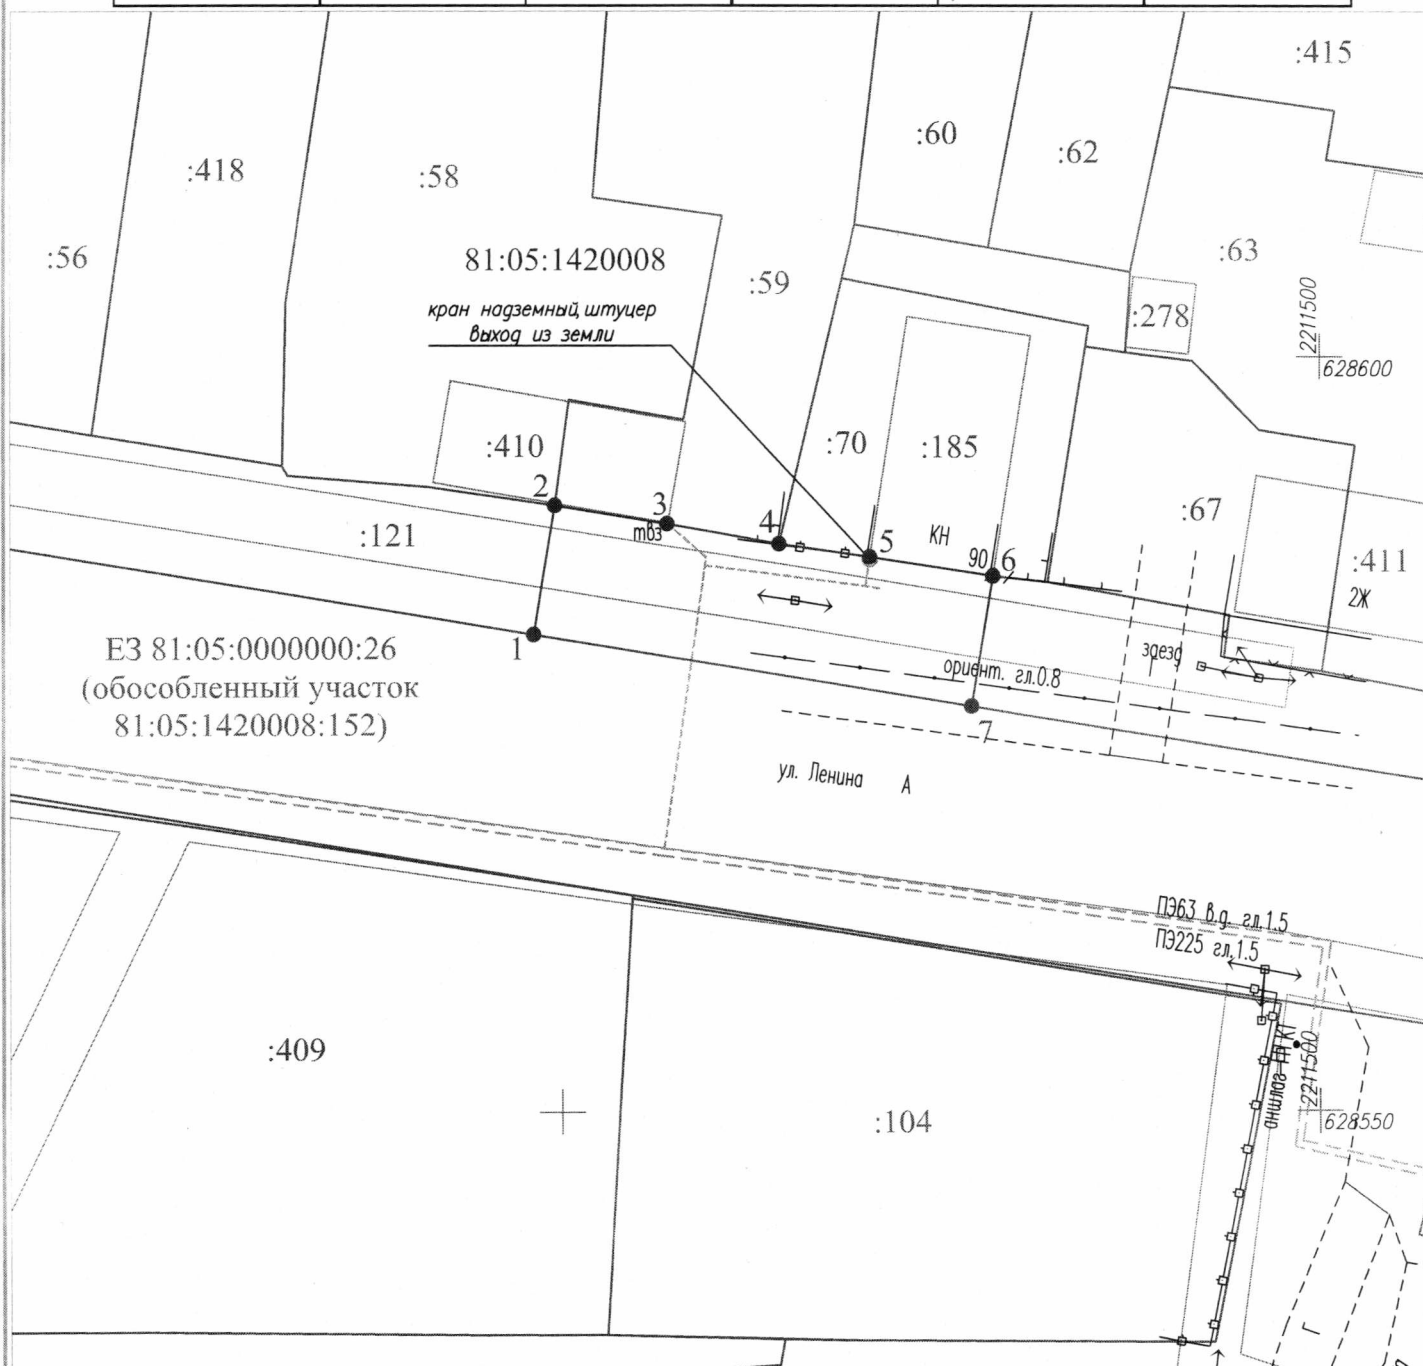 :415
:60
:62
:418
:58
:63
:56
81:05:1420008
:59
кран надземный, штуцер
выход из земли
:278
2211500
628600
:410
:70
:185
2
3
:67
4
:121
твз
5
КН
90
6
:411
2Ж
1
ЕЗ 81:05:0000000:26
(обособленный участок
81:05:1420008:152)
ориент. гл.0.8
заезд
7
ул. Ленина А
ПЭ63 в.д. гл.1.5
ПЭ225 гл.1.5
:409
:104
аншлаг
2211500
628550
Г